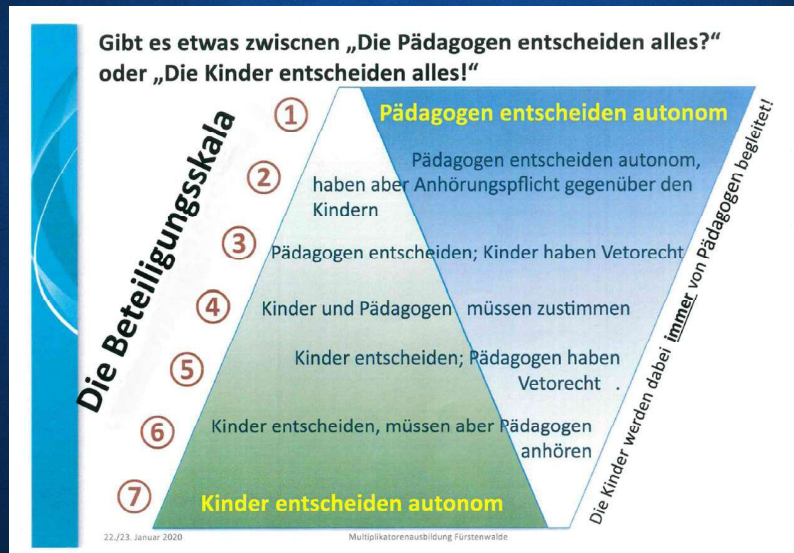 Gibt es etwas zwiscnen „Die Pädagogen entscheiden alles?“
oder „Die Kinder entscheiden alles!“
Die Beteiligungsskala
1 Pädagogen entscheiden autonom
2 Pädagogen entscheiden autonom,
haben aber Anhörungspflicht gegenüber den
Kindern
3 Pädagogen entscheiden; Kinder haben Vetorecht
4 Kinder und Pädagogen müssen zustimmen
5 Kinder entscheiden; Pädagogen haben
Vetorecht .
6 Kinder entscheiden, müssen aber Pädagogen
anhören
7 Kinder entscheiden autonom
Die Kinder werden dabei immer von Pädagogen begleitet!
22./23. Januar 2020 Multiplikatorenausbildung Fürstenwalde